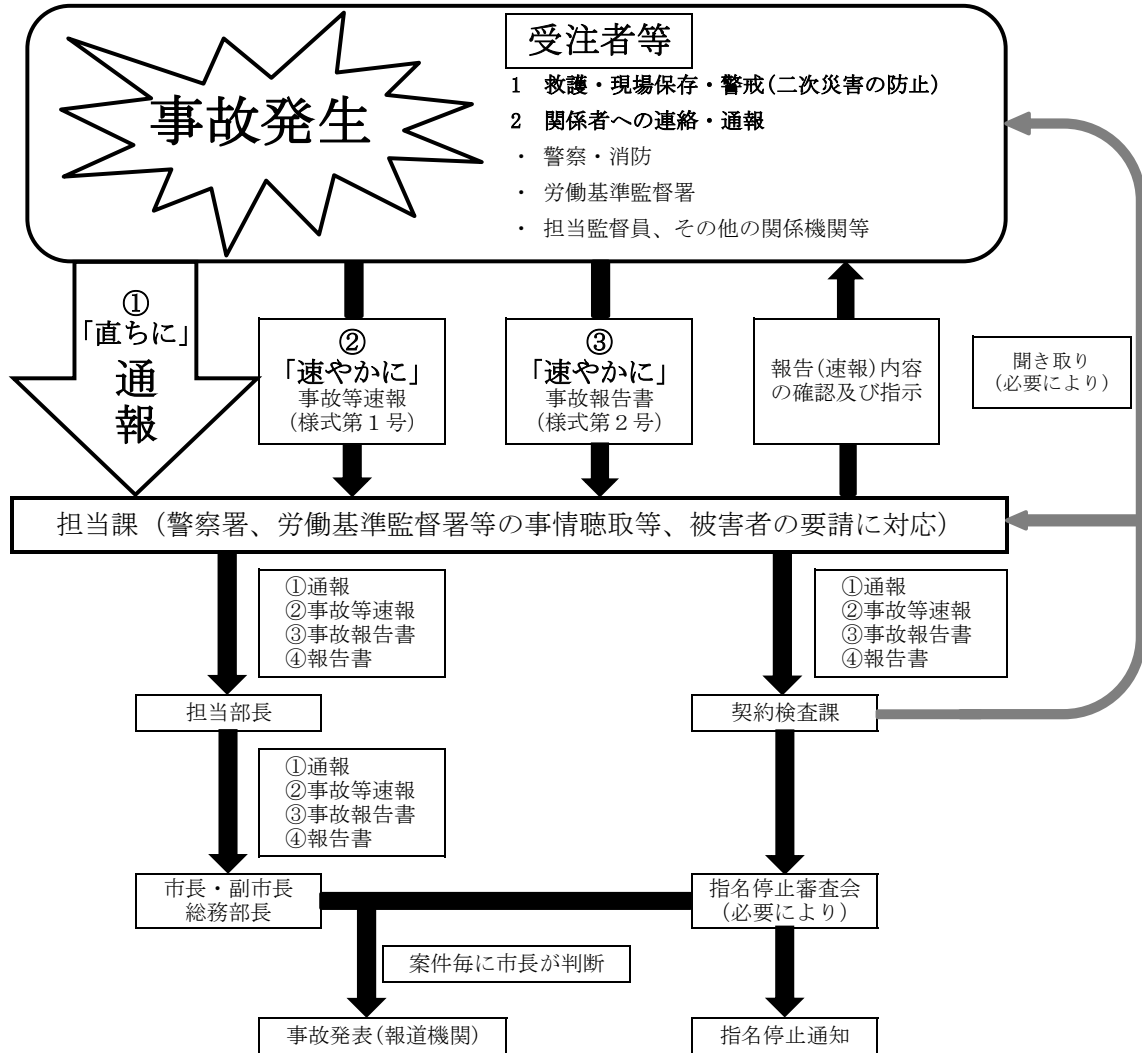 事故発生
受注者等
1 救護・現場保存・警戒(二次災害の防止)
2 関係者への連絡・通報
・ 警察・消防
・ 労働基準監督署
・ 担当監督員、その他の関係機関等
①
「直ちに」
通
報
②
「速やかに」
事故等速報
(様式第1号)
③
「速やかに」
事故報告書
(様式第2号)
報告(速報)内容
の確認及び指示
聞き取り
(必要により)
担当課(警察署、労働基準監督署等の事情聴取等、被害者の要請に対応)
①通報
②事故等速報
③事故報告書
④報告書
①通報
②事故等速報
③事故報告書
④報告書
担当部長
契約検査課
①通報
②事故等速報
③事故報告書
④報告書
市長・副市長
総務部長
指名停止審査会
(必要により)
案件毎に市長が判断
事故発表(報道機関)
指名停止通知